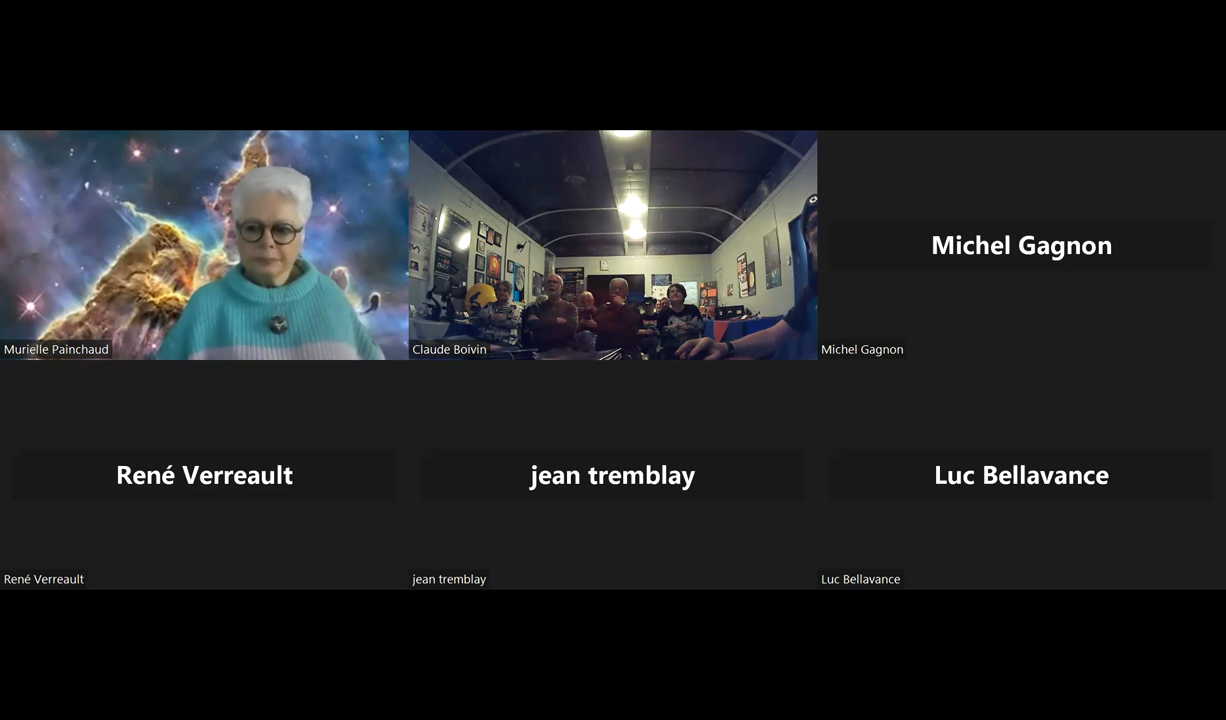 Murielle Painchaud
Claude Boivin
Michel Gagnon
Michel Gagnon
René Verreault
jean tremblay
Luc Bellavance
René Verreault
jean tremblay
Luc Bellavance